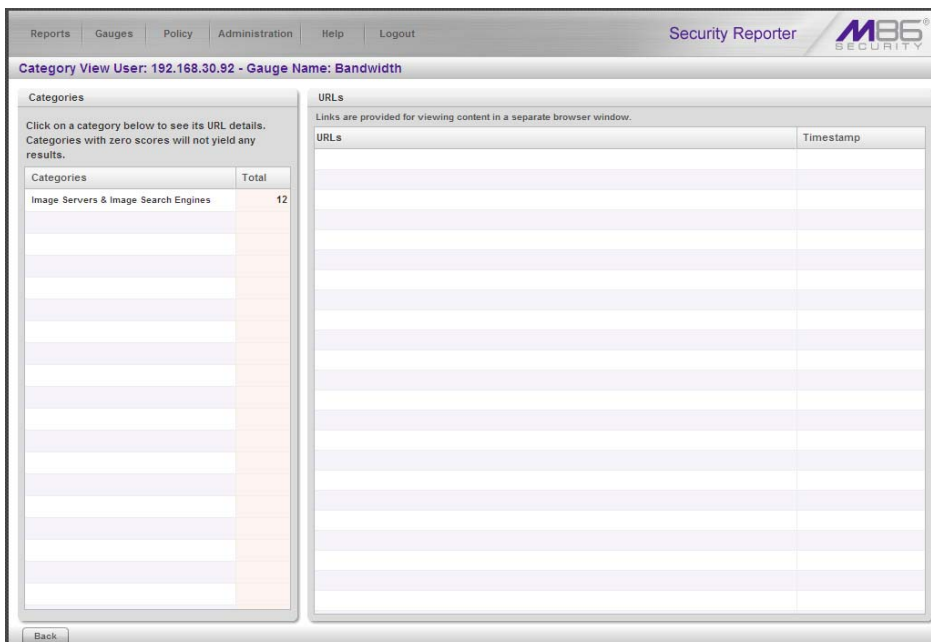 Reports Gauges Policy Administration Help Logout
Security Reporter
M86®
SECURITY
Category View User: 192.168.30.92 - Gauge Name: Bandwidth
Categories
Click on a category below to see its URL details.
Categories with zero scores will not yield any
results.
Categories Total
Image Servers & Image Search Engines 12
URLs
Links are provided for viewing content in a separate browser window.
URLs Timestamp
Back